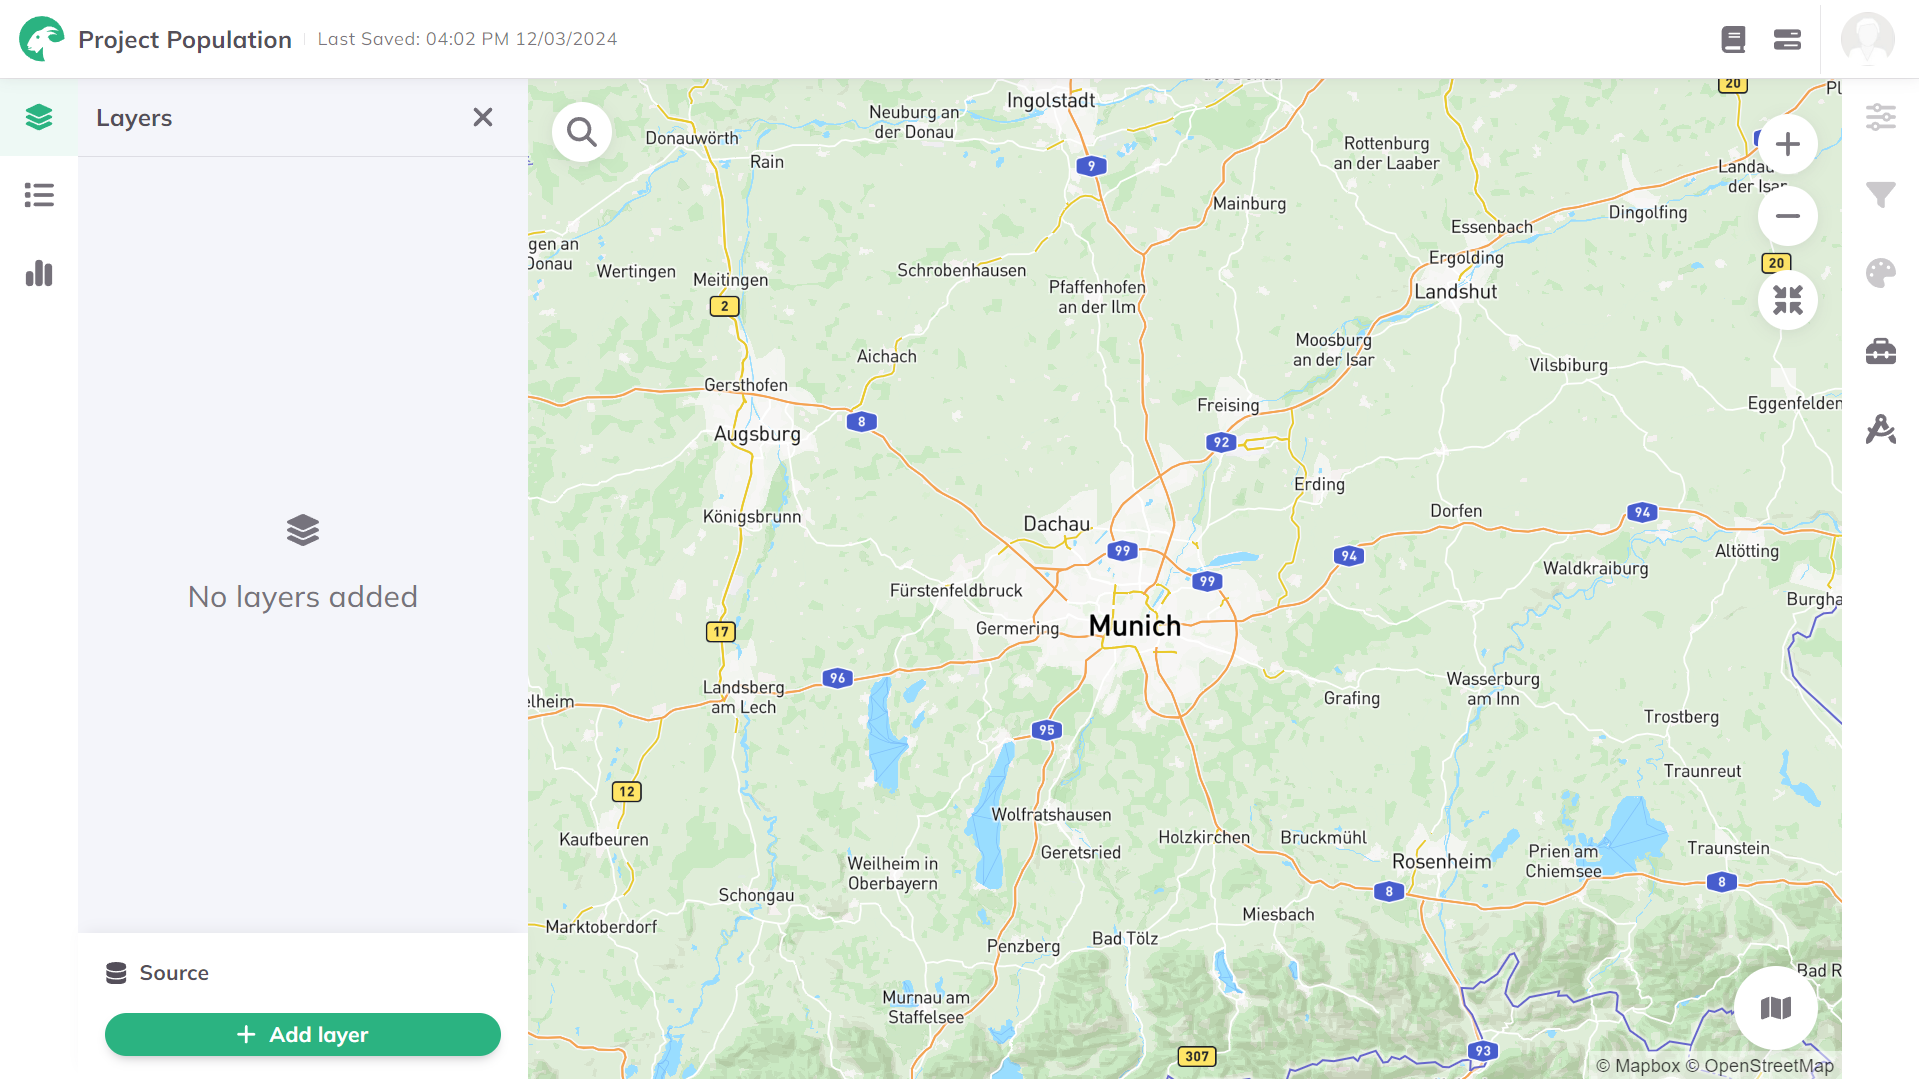 Project Population
Last Saved: 04:02 PM 12/03/2024
Layers
No layers added
Source
Add layer
Ingolstadt
20
Neuburg an
der Donau
Donauwörth
Rain
9
Rottenburg
an der Laaber
der Isar
Mainburg
Dingolfing
Essenbach
gen an
Donau
Wertingen
Meitingen
Schrobenhausen
Ergolding
20
Landshut
Pfaffenhofen
an der Ilm
2
Moosburg
an der Isar
Aichach
Vilsbiburg
Gersthofen
Freising
Eggenfelden
8
Augsburg
92
Erding
Dorfen
94
Königsbrunn
Dachau
99
94
Altötting
Waldkraiburg
99
Fürstenfeldbruck
Burgha
Munich
Germering
17
96
Landsberg
am Lech
Wasserburg
am Inn
lheim
Grafing
Trostberg
95
Traunreut
12
Wolfratshausen
Kaufbeuren
Holzkirchen
Bruckmühl
Geretsried
Traunstein
Prien am
Chiemsee
Rosenheim
Weilheim in
Oberbayern
8
8
Schongau
Miesbach
Marktoberdorf
Bad Tölz
Penzberg
Bad R
Murnau am
Staffelsee
93
307
© Mapbox © OpenStreetMap